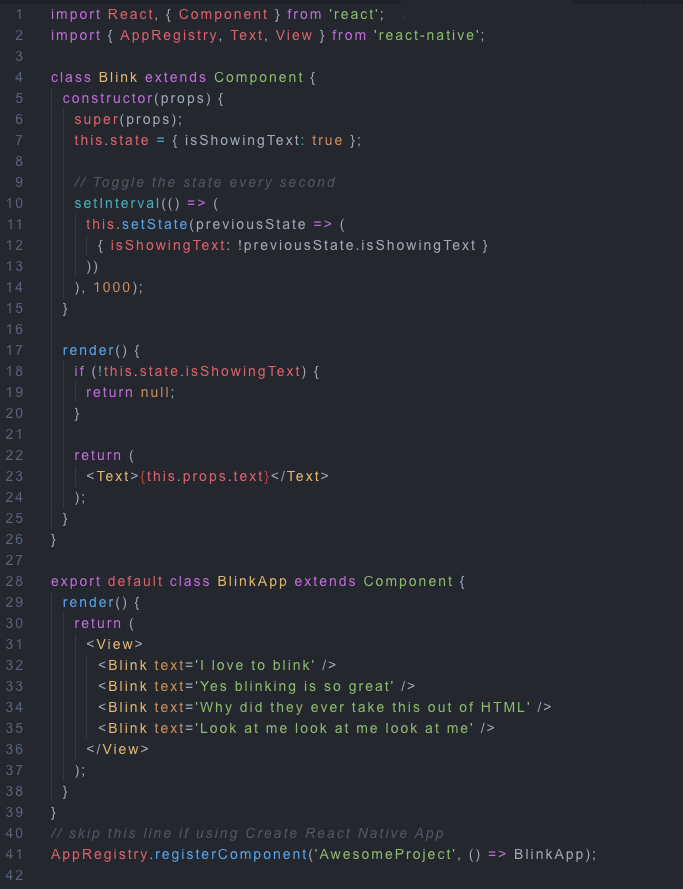 1 import React, { Component } from 'react';
2 import { AppRegistry, Text, View } from 'react-native';
3
4 class Blink extends Component {
5 constructor(props) {
6 super(props);
7 this.state = { isShowingText: true };
8
9 // Toggle the state every second
10 setInterval(() => (
11 this.setState(previousState => (
12 { isShowingText: !previousState.isShowingText }
13 ))
14 ), 1000);
15 }
16
17 render() {
18 if (!this.state.isShowingText) {
19 return null;
20 }
21
22 return (
23 <Text>{this.props.text}</Text>
24 );
25 }
26 }
27
28 export default class BlinkApp extends Component {
29 render() {
30 return (
31 <View>
32 <Blink text='I love to blink' />
33 <Blink text='Yes blinking is so great' />
34 <Blink text='Why did they ever take this out of HTML' />
35 <Blink text='Look at me look at me look at me' />
36 </View>
37 );
38 }
39 }
40 // skip this line if using Create React Native App
41 AppRegistry.registerComponent('AwesomeProject', () => BlinkApp);
42